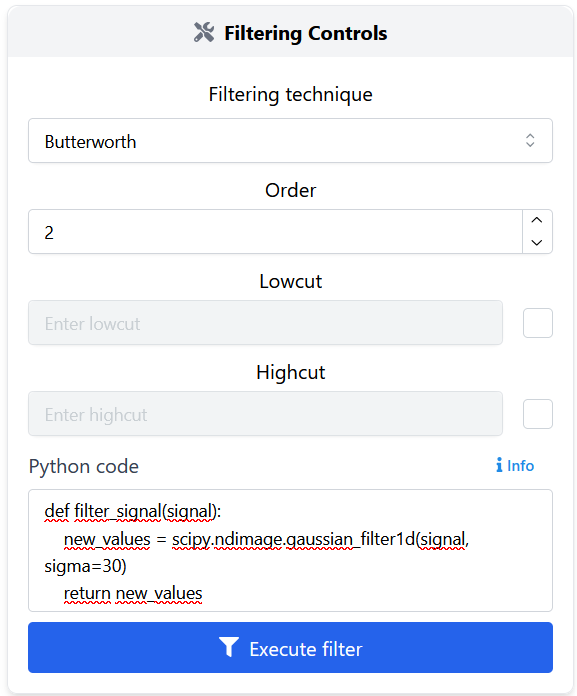 Filtering Controls
Filtering technique
Butterworth
Order
2
Lowcut
Enter lowcut
Highcut
Enter highcut
Python code
Info
def filter_signal(signal):
    new_values = scipy.ndimage.gaussian_filter1d(signal,
sigma=30)
    return new_values
Execute filter